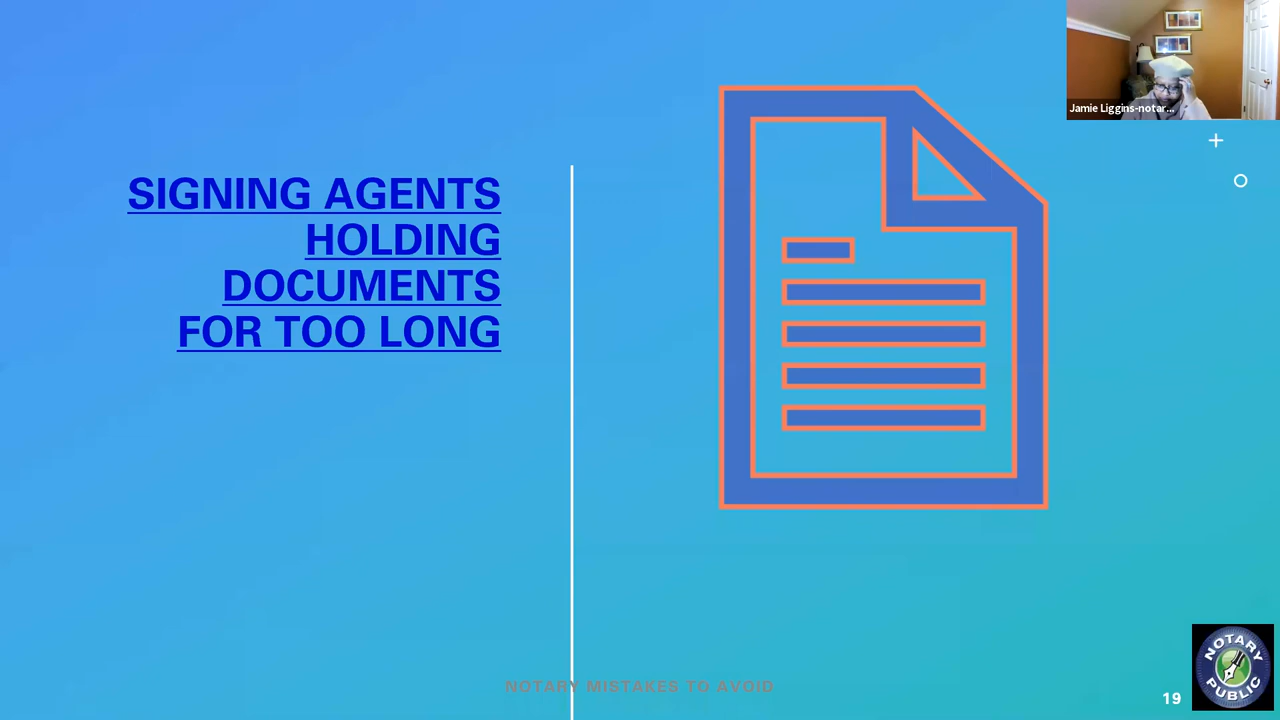 Jamie Liggins-notar...
SIGNING AGENTS
HOLDING
DOCUMENTS
FOR TOO LONG
NOTARY MISTAKES TO AVOID
19
NOTARY
PUBLIC